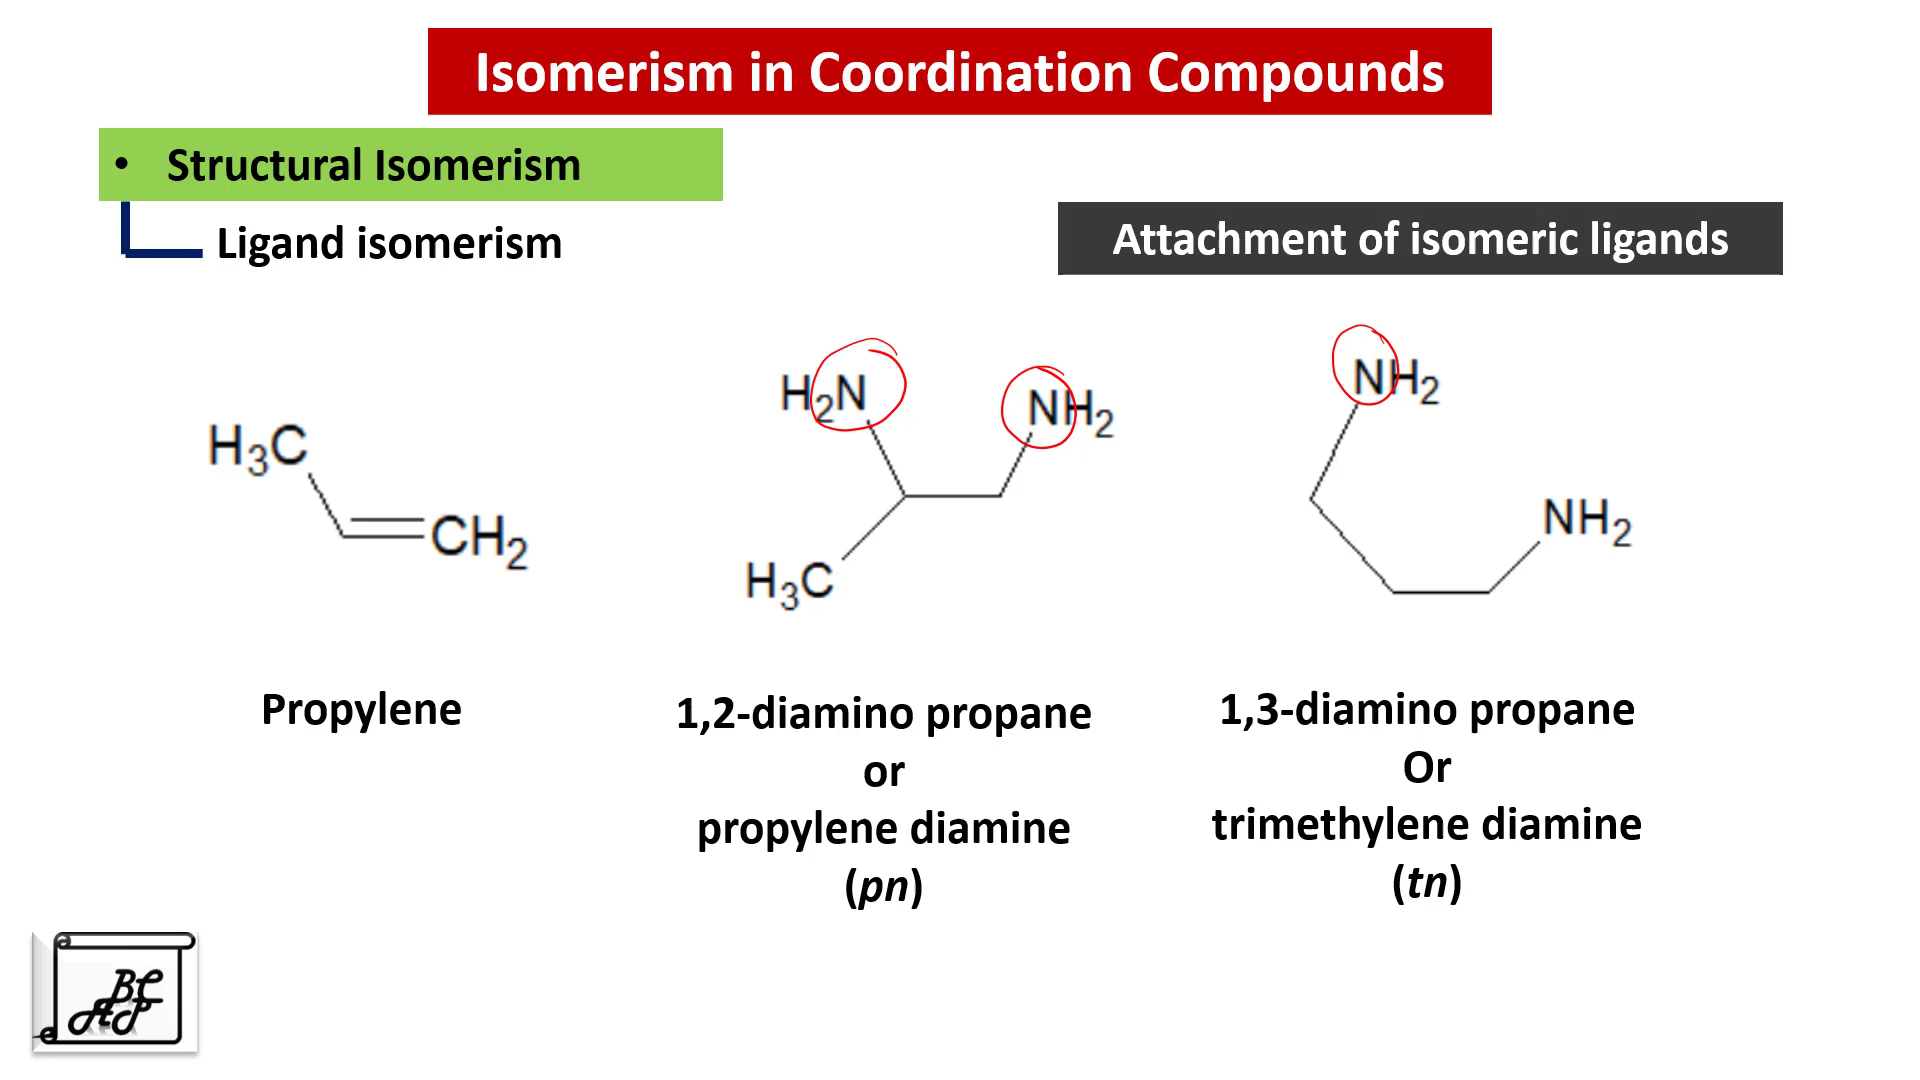 Isomerism in Coordination Compounds
• Structural Isomerism
Ligand isomerism
Attachment of isomeric ligands
H₃C
CH₂
H₂N
NH₂
H₃C
NH₂
NH₂
Propylene
1,2-diamino propane
or
propylene diamine
(pn)
1,3-diamino propane
Or
trimethylene diamine
(tn)